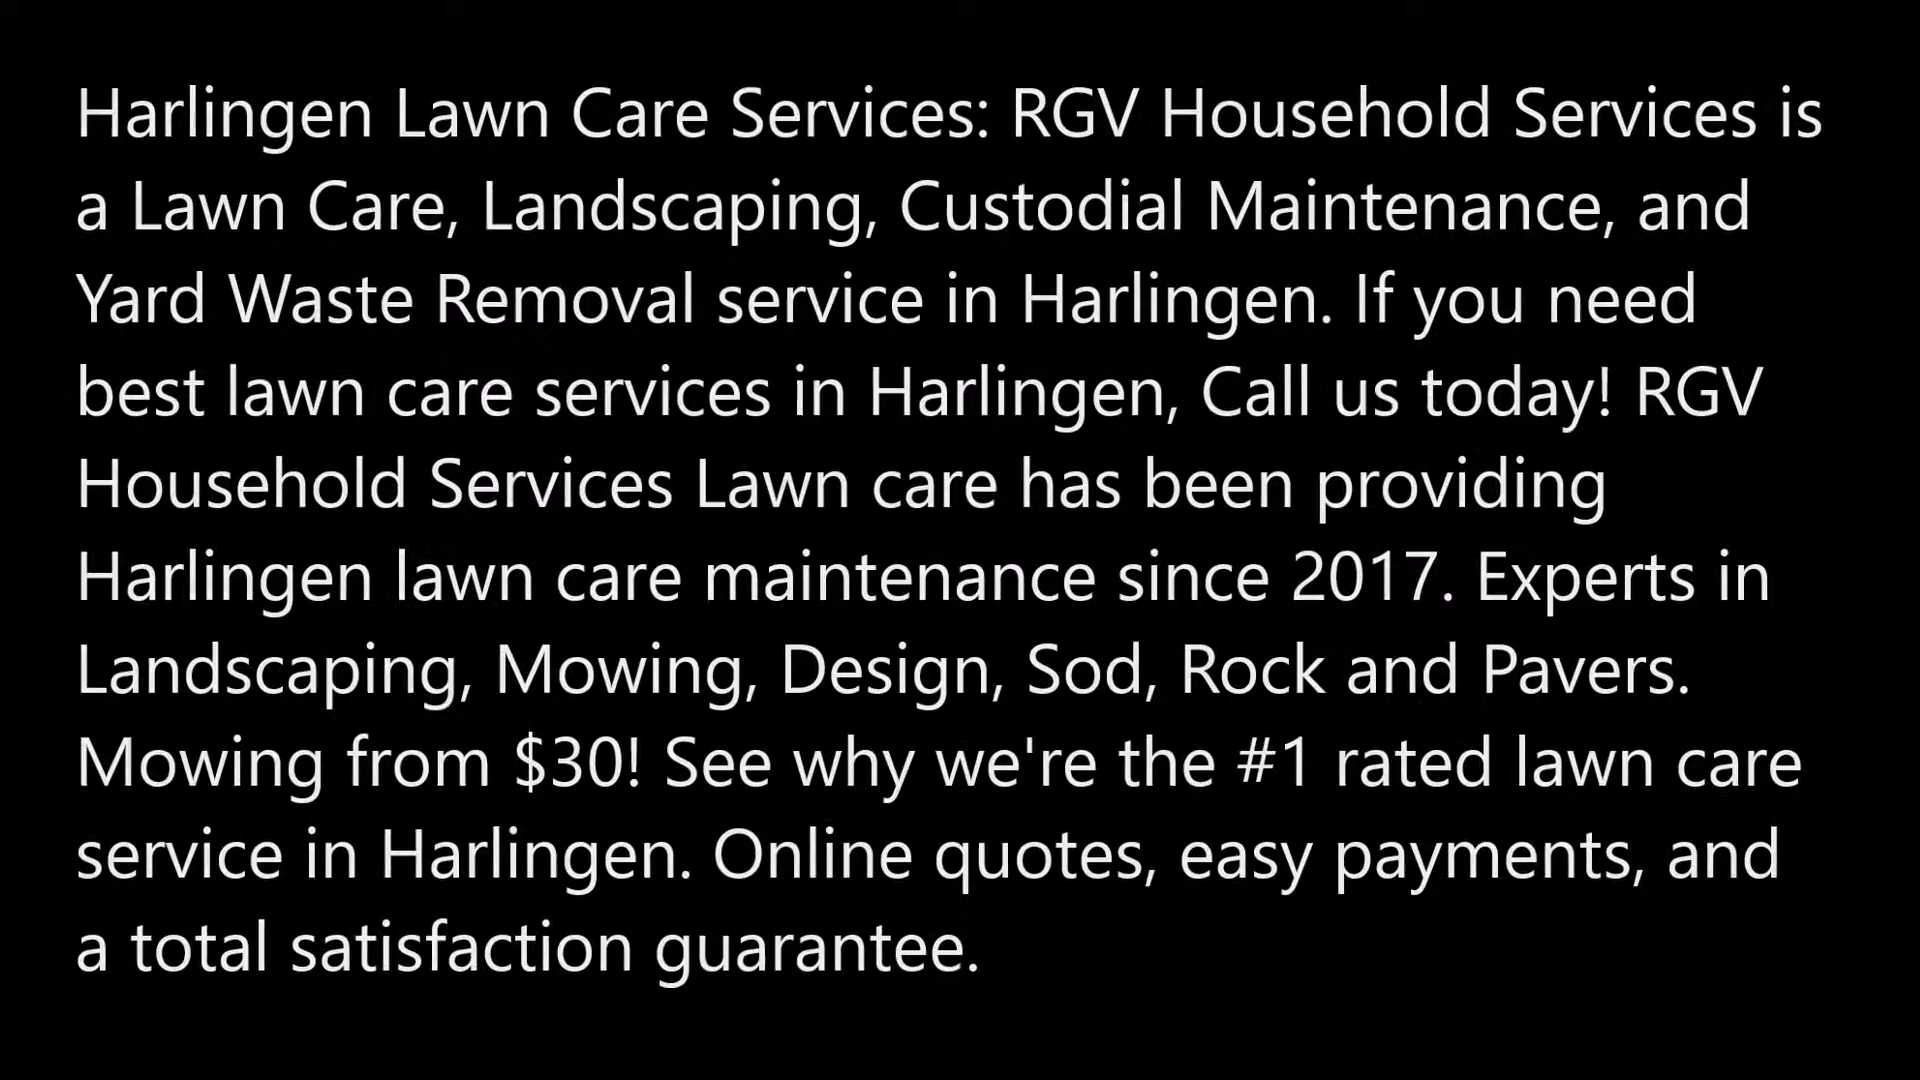 Harlingen Lawn Care Services: RGV Household Services is
a Lawn Care, Landscaping, Custodial Maintenance, and
Yard Waste Removal service in Harlingen. If you need
best lawn care services in Harlingen, Call us today! RGV
Household Services Lawn care has been providing
Harlingen lawn care maintenance since 2017. Experts in
Landscaping, Mowing, Design, Sod, Rock and Pavers.
Mowing from $30! See why we're the #1 rated lawn care
service in Harlingen. Online quotes, easy payments, and
a total satisfaction guarantee.